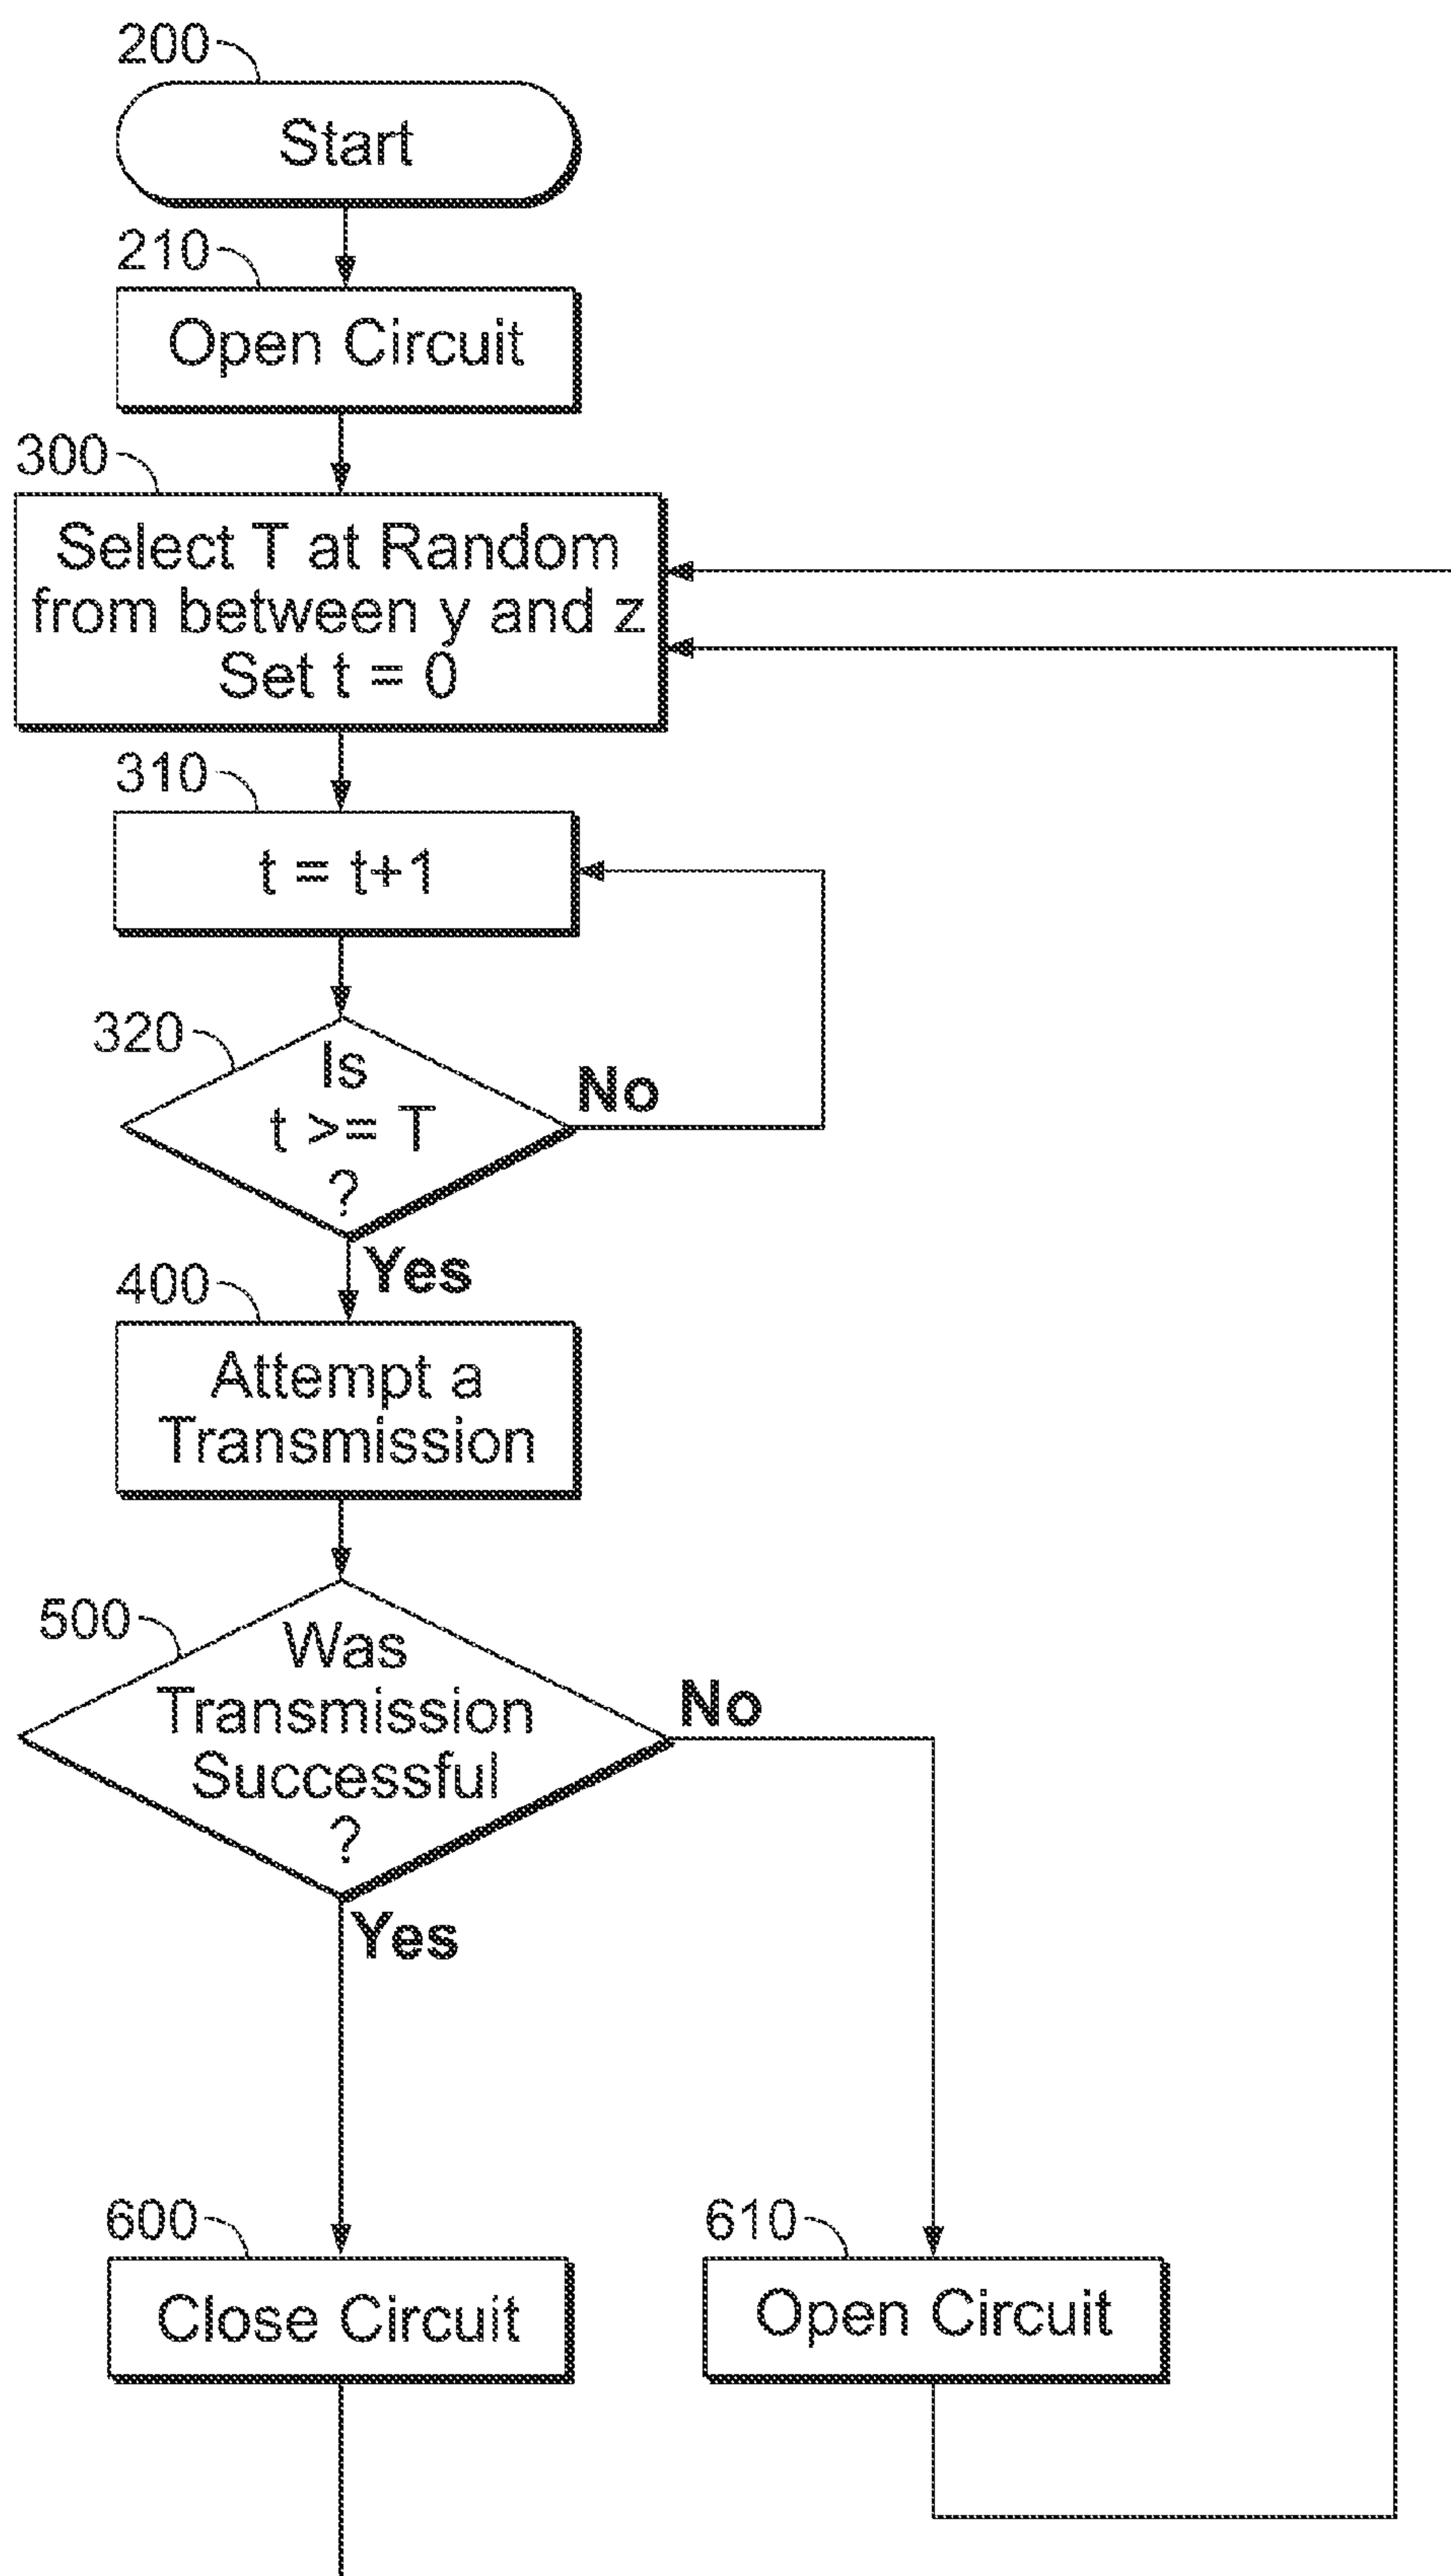 200
Start
210
Open Circuit
300
Select T at Random
from between y and z
Set t = 0
310
t = t+1
320
Is
t >= T
?
No
Yes
400
Attempt a
Transmission
500
Was
Transmission
Successful
?
No
Yes
600
Close Circuit
610
Open Circuit